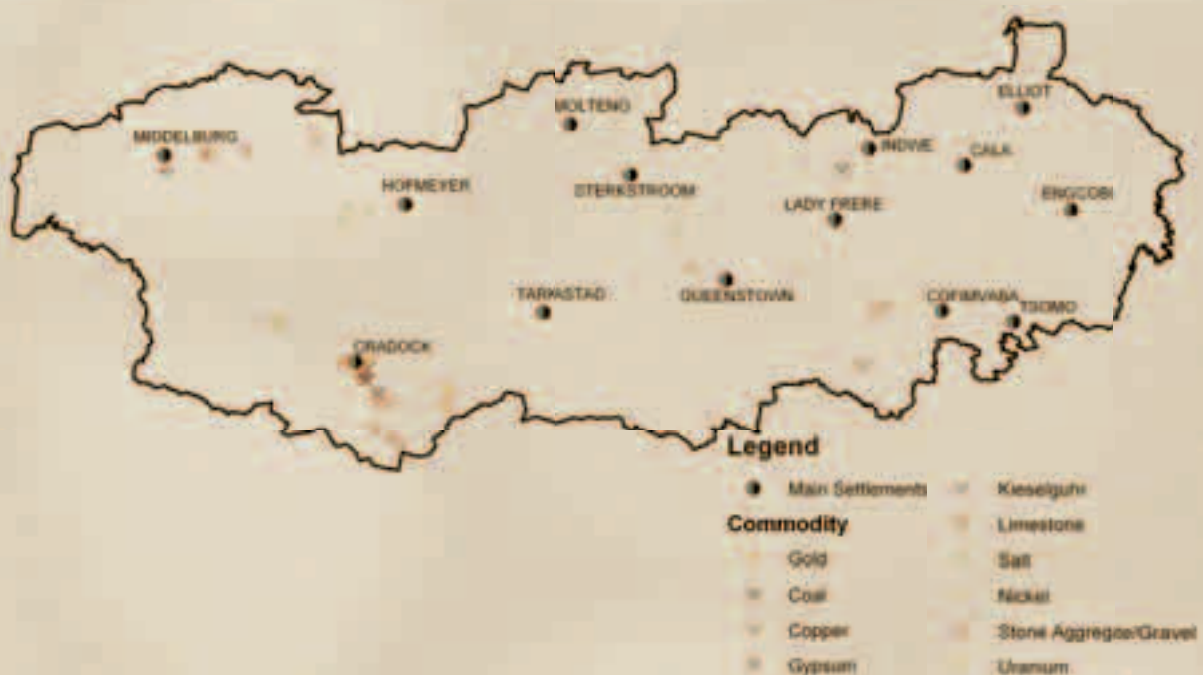 ELLIOT
MOLTENO
MIDDELBURG
INDWE
CALA
HOFMEYER
STERKSTROOM
LADY FRERE
ENGCOBI
TARKASTAD
QUEENSTOWN
COFIMVABA
TSOMO
CRADOCK
Legend
Main Settlements
Kieselguhr
Commodity
Limestone
Gold
Salt
Coal
Nickel
Copper
Stone Aggregate/Gravel
Gypsum
Uranium